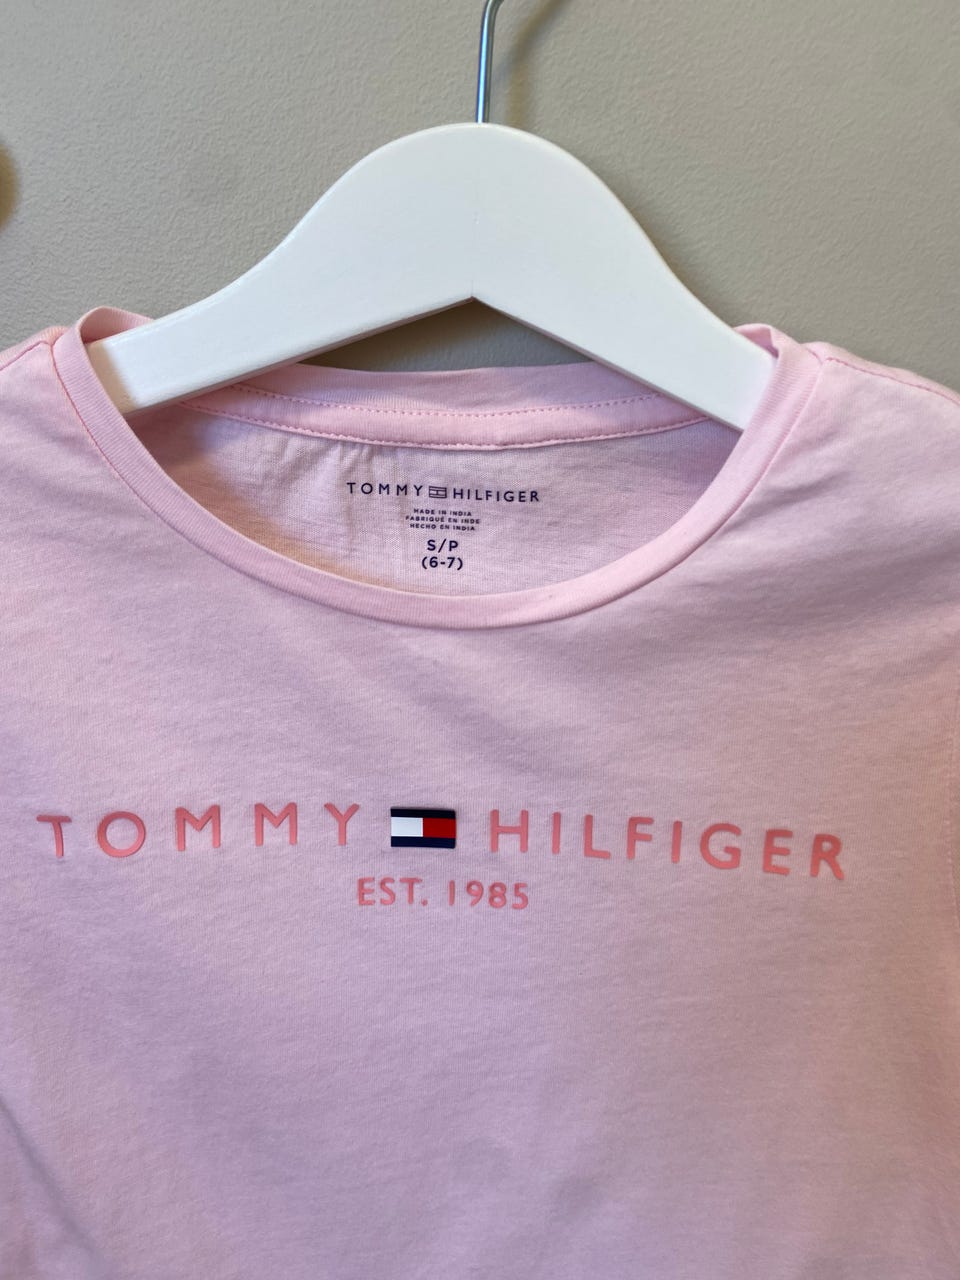 TOMMY HILFIGER
MADE IN INDIA
FABRIQUÉ EN INDE
HECHO EN INDIA
S/P
(6-7)
TOMMY HILFIGER
EST. 1985